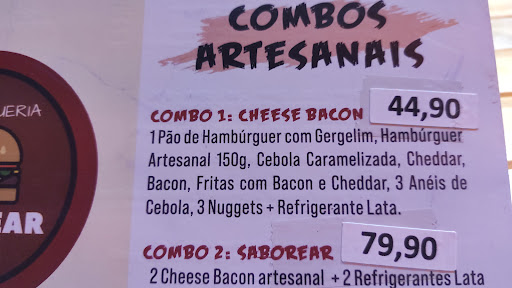 COMBOS
ARTESANAIS
UERIA
EAR
COMBO 1: CHEESE BACON 44,90
1 Pão de Hambúrguer com Gergelim, Hambúrguer
Artesanal 150g, Cebola Caramelizada, Cheddar,
Bacon, Fritas com Bacon e Cheddar, 3 Anéis de
Cebola, 3 Nuggets + Refrigerante Lata.
COMBO 2: SABOREAR 79,90
2 Cheese Bacon artesanal + 2 Refrigerantes Lata